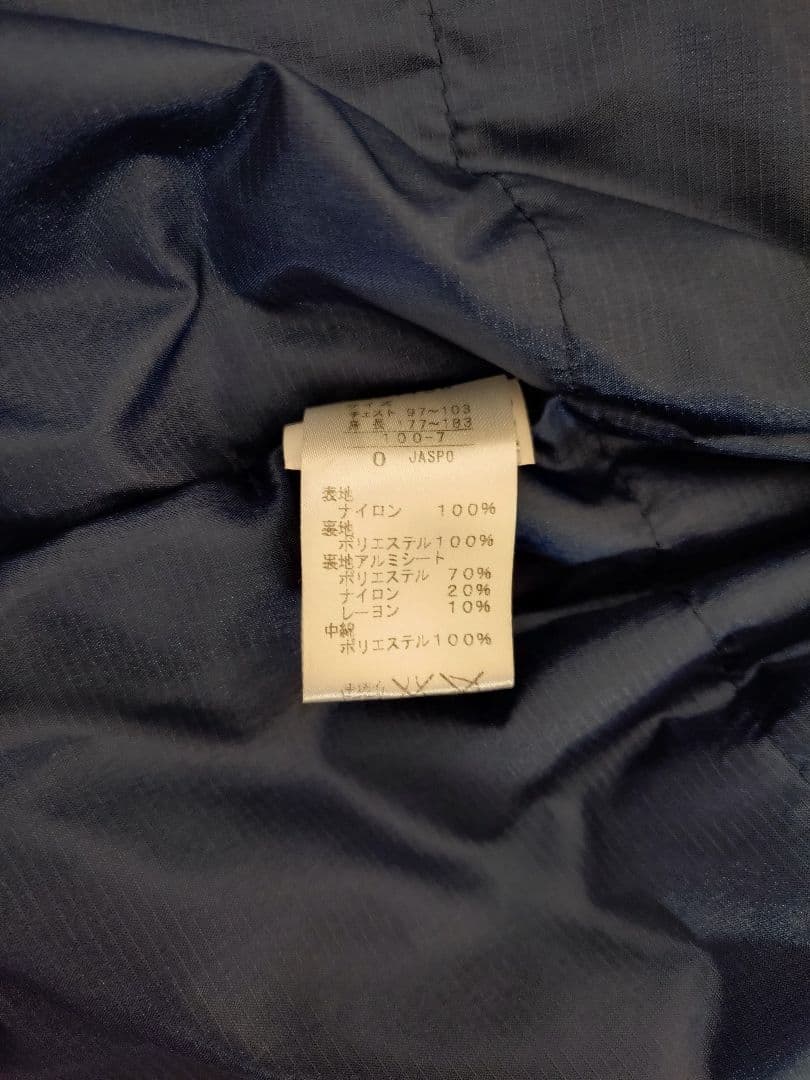 サイズ
チェスト 97~103
身長 177~183
100-7
O JASPO
表地
ナイロン 100%
裏地
ポリエステル100%
裏地アルミシート
ポリエステル 70%
ナイロン 20%
レーヨン 10%
中綿
ポリエステル100%